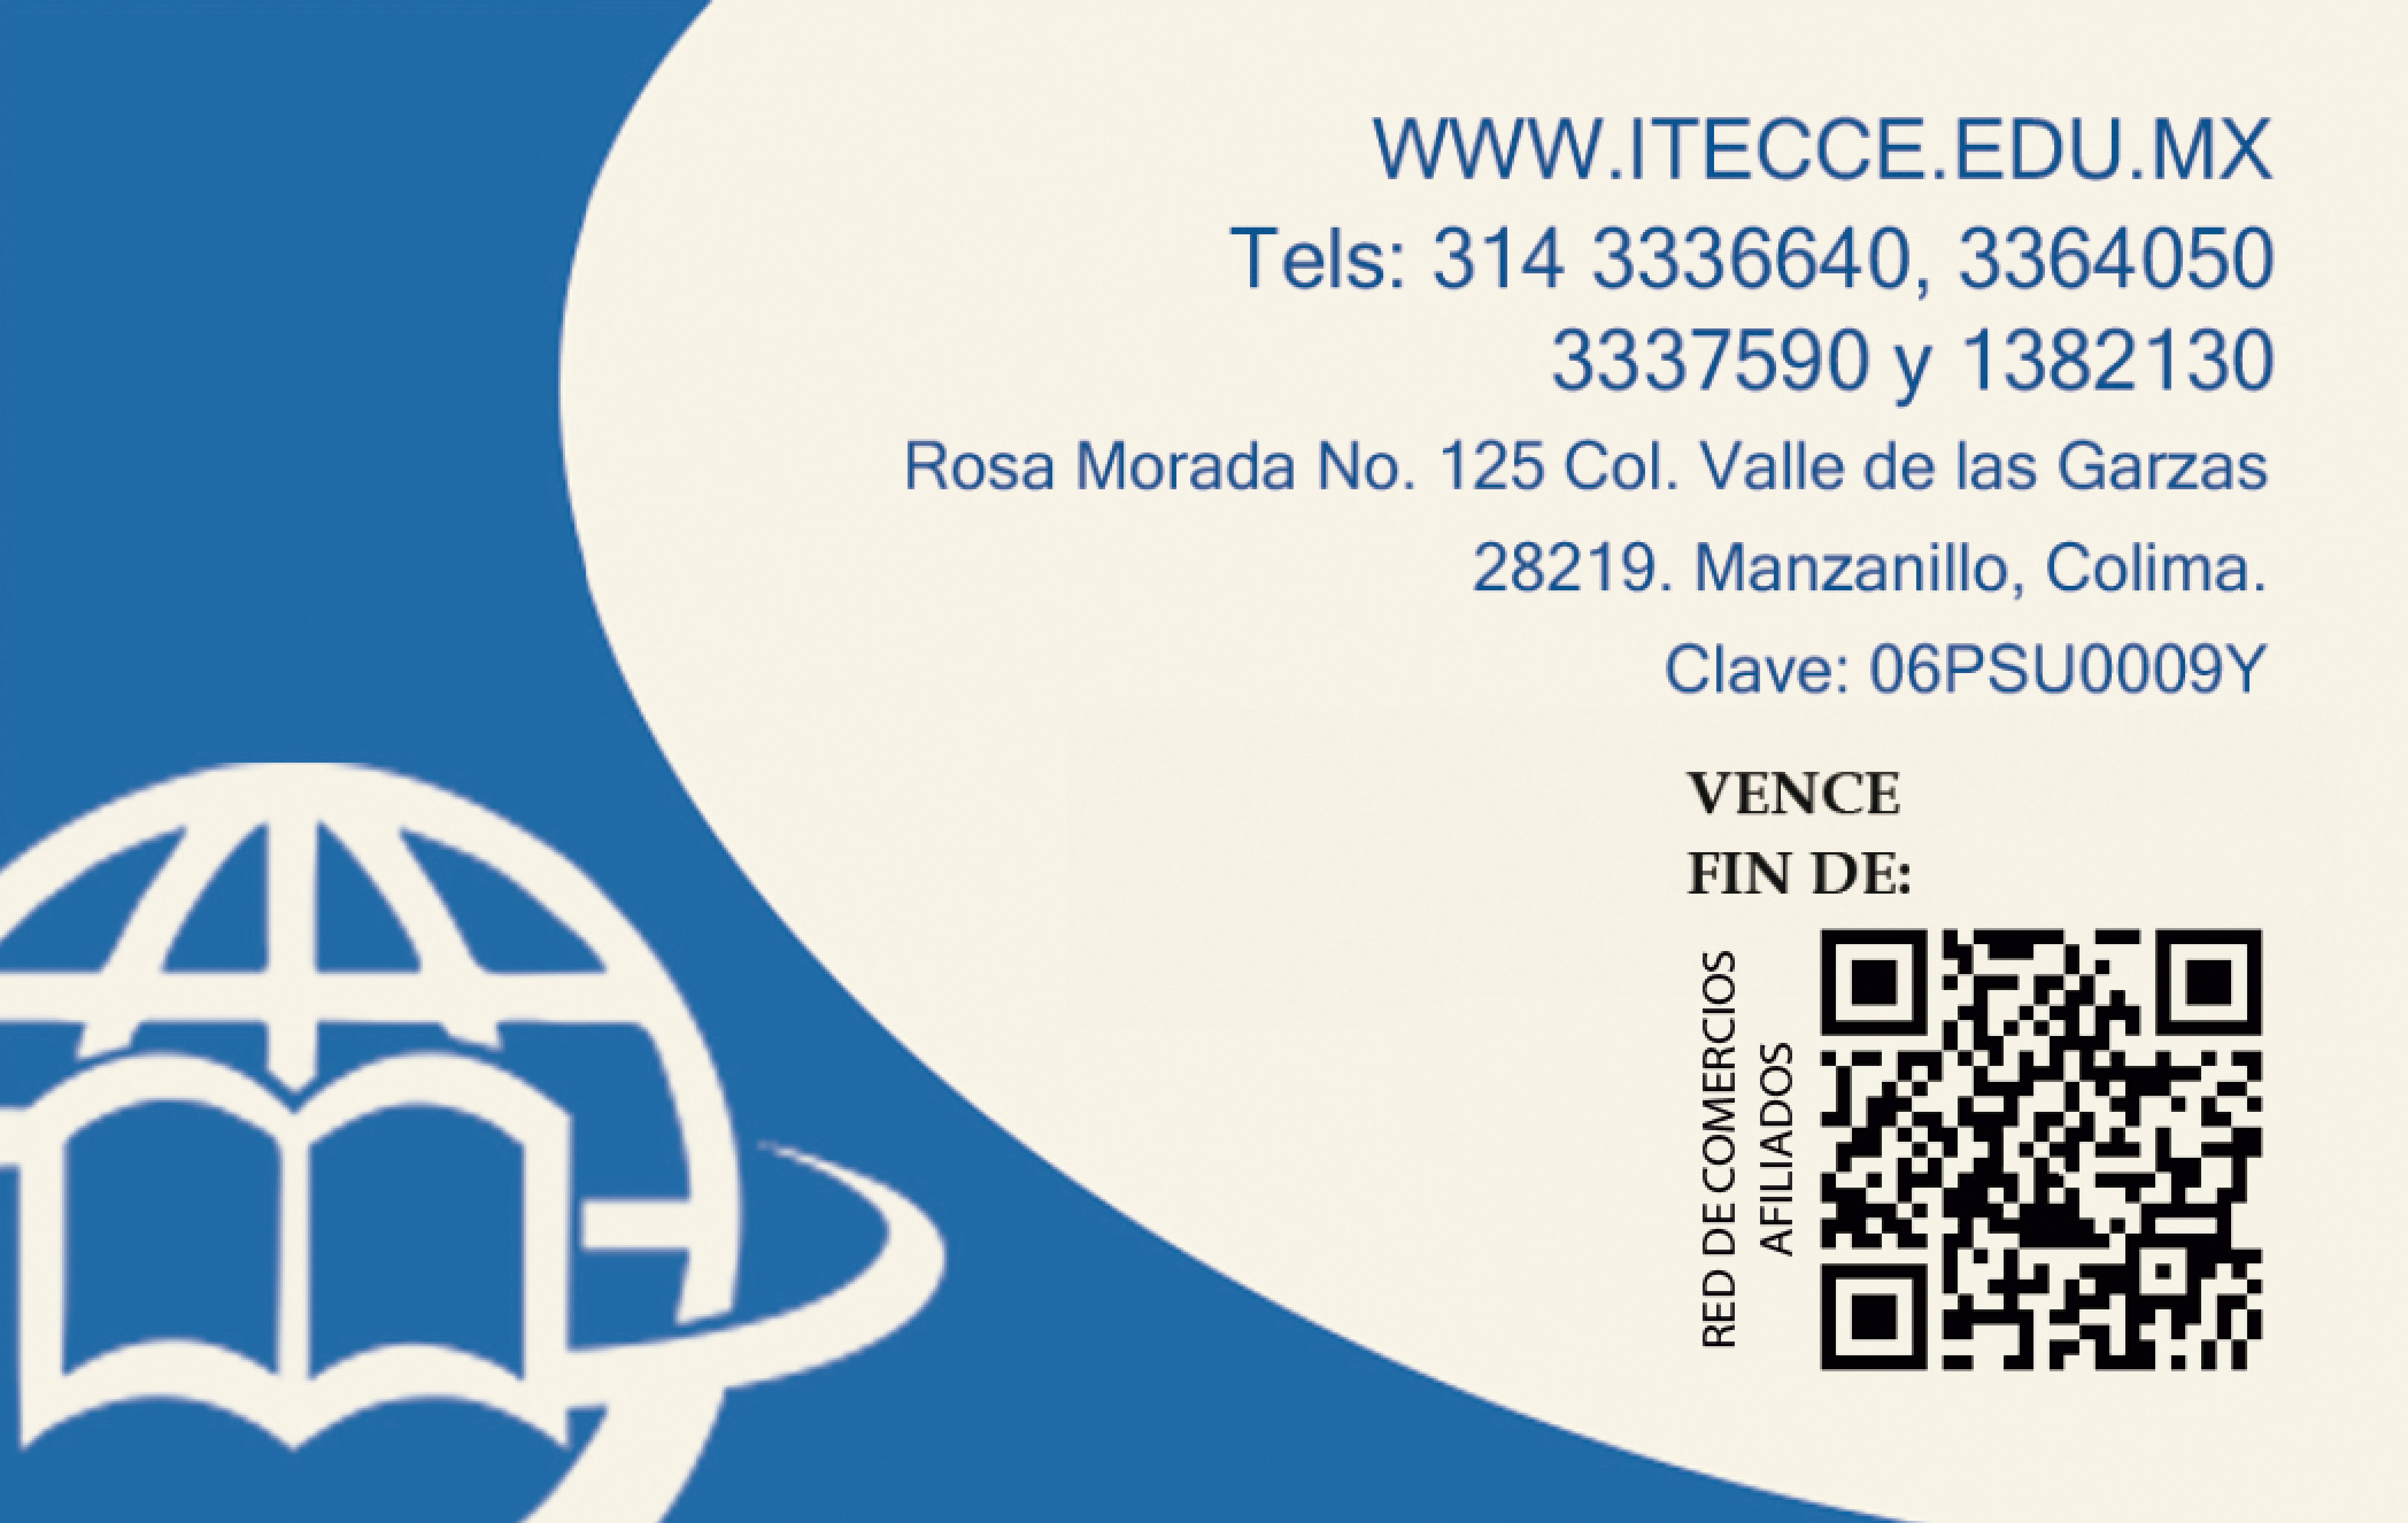 WWW.ITECCE.EDU.MX
Tels: 314 3336640, 3364050
3337590 y 1382130
Rosa Morada No. 125 Col. Valle de las Garzas
28219. Manzanillo, Colima.
Clave: 06PSU0009Y
VENCE
FIN DE:
RED DE COMERCIOS
AFILIADOS